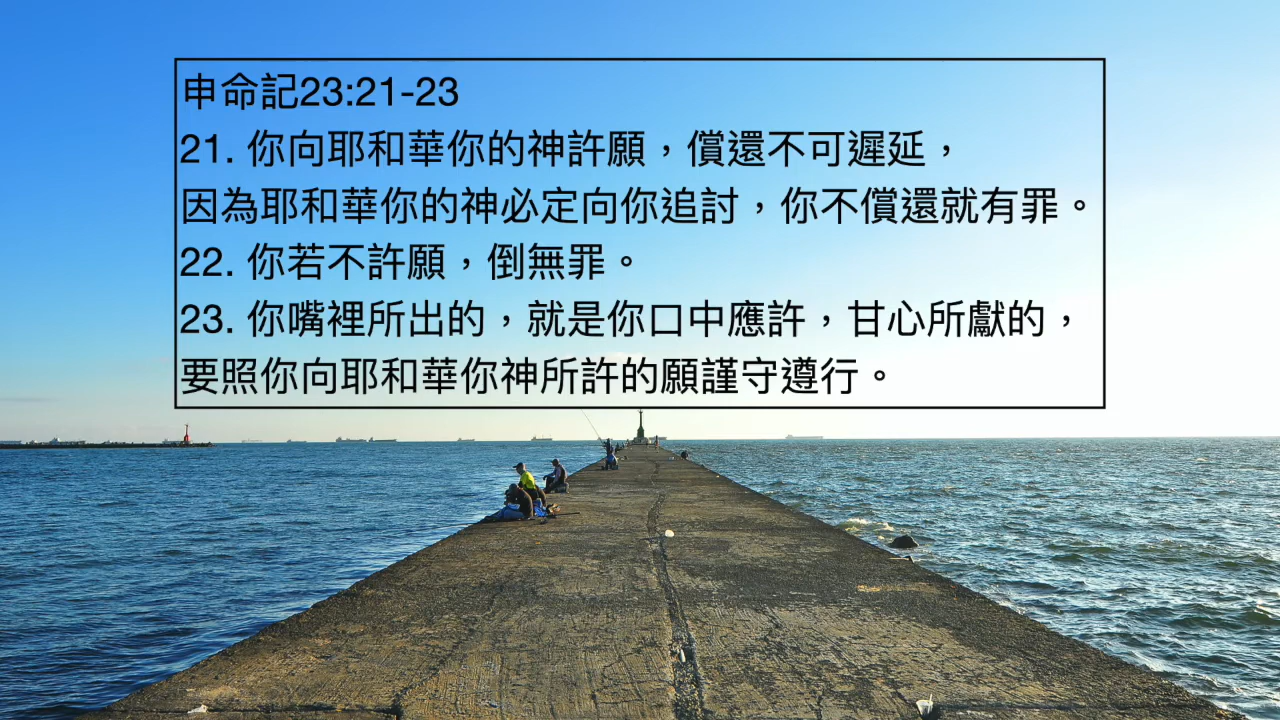 申命記23:21-23
21. 你向耶和華你的神許願，償還不可遲延，
因為耶和華你的神必定向你追討，你不償還就有罪。
22. 你若不許願，倒無罪。
23. 你嘴裡所出的，就是你口中應許，甘心所獻的，
要照你向耶和華你神所許的願謹守遵行。